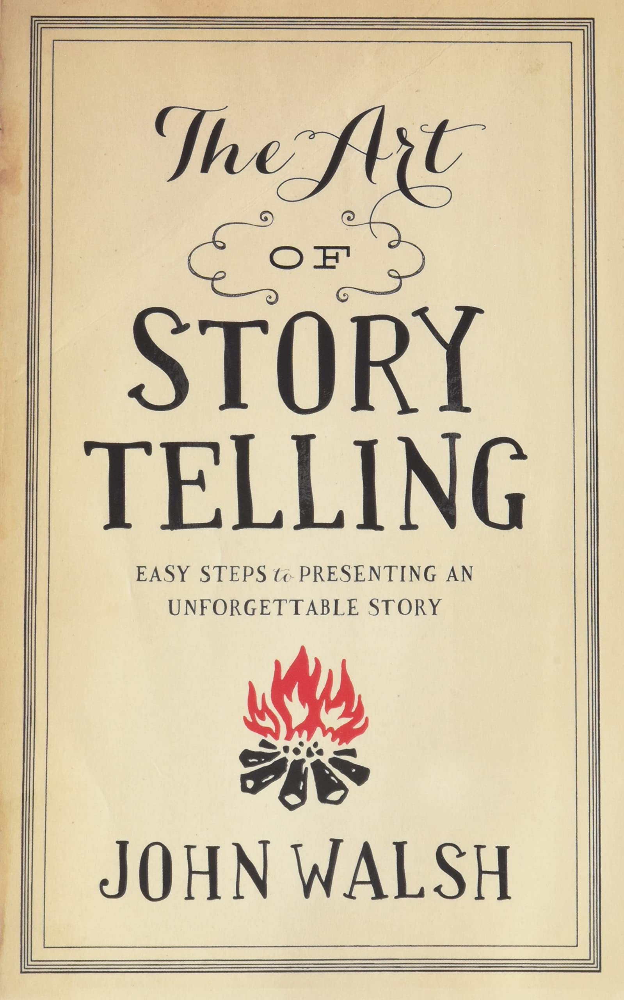 The Art
OF
STORY
TELLING
EASY STEPS to PRESENTING AN
UNFORGETTABLE STORY
JOHN WALSH